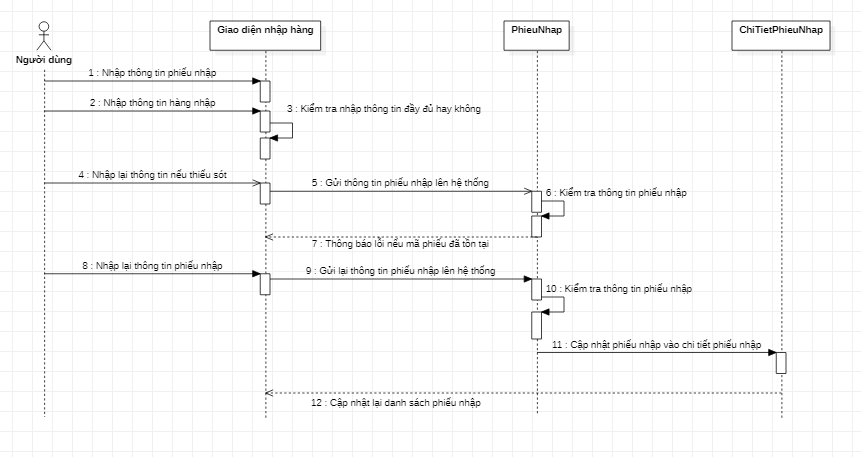 Giao diện nhập hàng
PhieuNhap
ChiTietPhieuNhap
Người dùng
1 : Nhập thông tin phiếu nhập
2 : Nhập thông tin hàng nhập
3 : Kiểm tra nhập thông tin đầy đủ hay không
4 : Nhập lại thông tin nếu thiếu sót
5 : Gửi thông tin phiếu nhập lên hệ thống
6 : Kiểm tra thông tin phiếu nhập
7 : Thông báo lỗi nếu mã phiếu đã tồn tại
8 : Nhập lại thông tin phiếu nhập
9 : Gửi lại thông tin phiếu nhập lên hệ thống
10 : Kiểm tra thông tin phiếu nhập
11 : Cập nhật phiếu nhập vào chi tiết phiếu nhập
12 : Cập nhật lại danh sách phiếu nhập